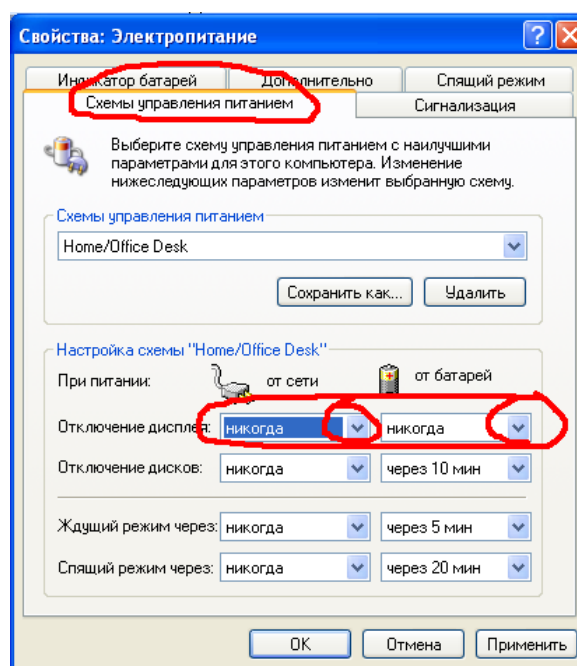 Свойства: Электропитание
Индикатор батарей Дополнительно Спящий режим
Схемы управления питанием Сигнализация
Выберите схему управления питанием с наилучшими
параметрами для этого компьютера. Изменение
нижеследующих параметров изменит выбранную схему.
Схемы управления питанием
Home/Office Desk
Сохранить как... Удалить
Настройка схемы "Home/Office Desk"
При питании: от сети от батарей
Отключение дисплея: никогда никогда
Отключение дисков: никогда через 10 мин
Ждущий режим через: никогда через 5 мин
Спящий режим через: никогда через 20 мин
OK Отмена Применить